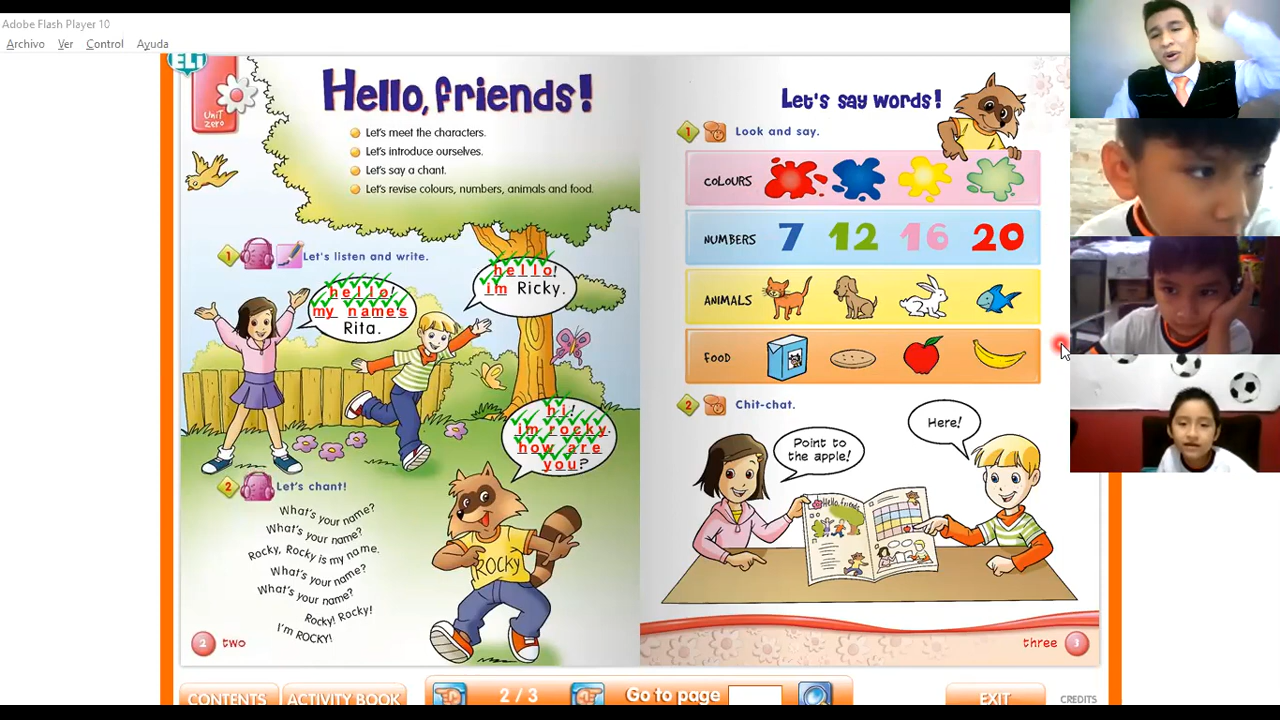 Adobe Flash Player 10
Archivo Ver Control Ayuda
ELI
Unit
zero
Hello, friends!
Let's meet the characters.
Let's introduce ourselves.
Let's say a chant.
Let's revise colours, numbers, animals and food.
1 Let's listen and write.
hello!
my names
Rita.
hello!
im Ricky.
hi!
im rocky.
how are
you?
2 Let's chant!
What's your name?
What's your name?
Rocky, Rocky is my name.
What's your name?
What's your name?
Rocky! Rocky!
I'm ROCKY!
ROCKY
2 two
Let's say words!
1 Look and say.
COLOURS
NUMBERS 7 12 16 20
ANIMALS
FOOD
2 Chit-chat.
Point to
the apple!
Here!
Hello, friends
three 3
CONTENTS ACTIVITY BOOK 2 / 3 Go to page EXIT CREDITS